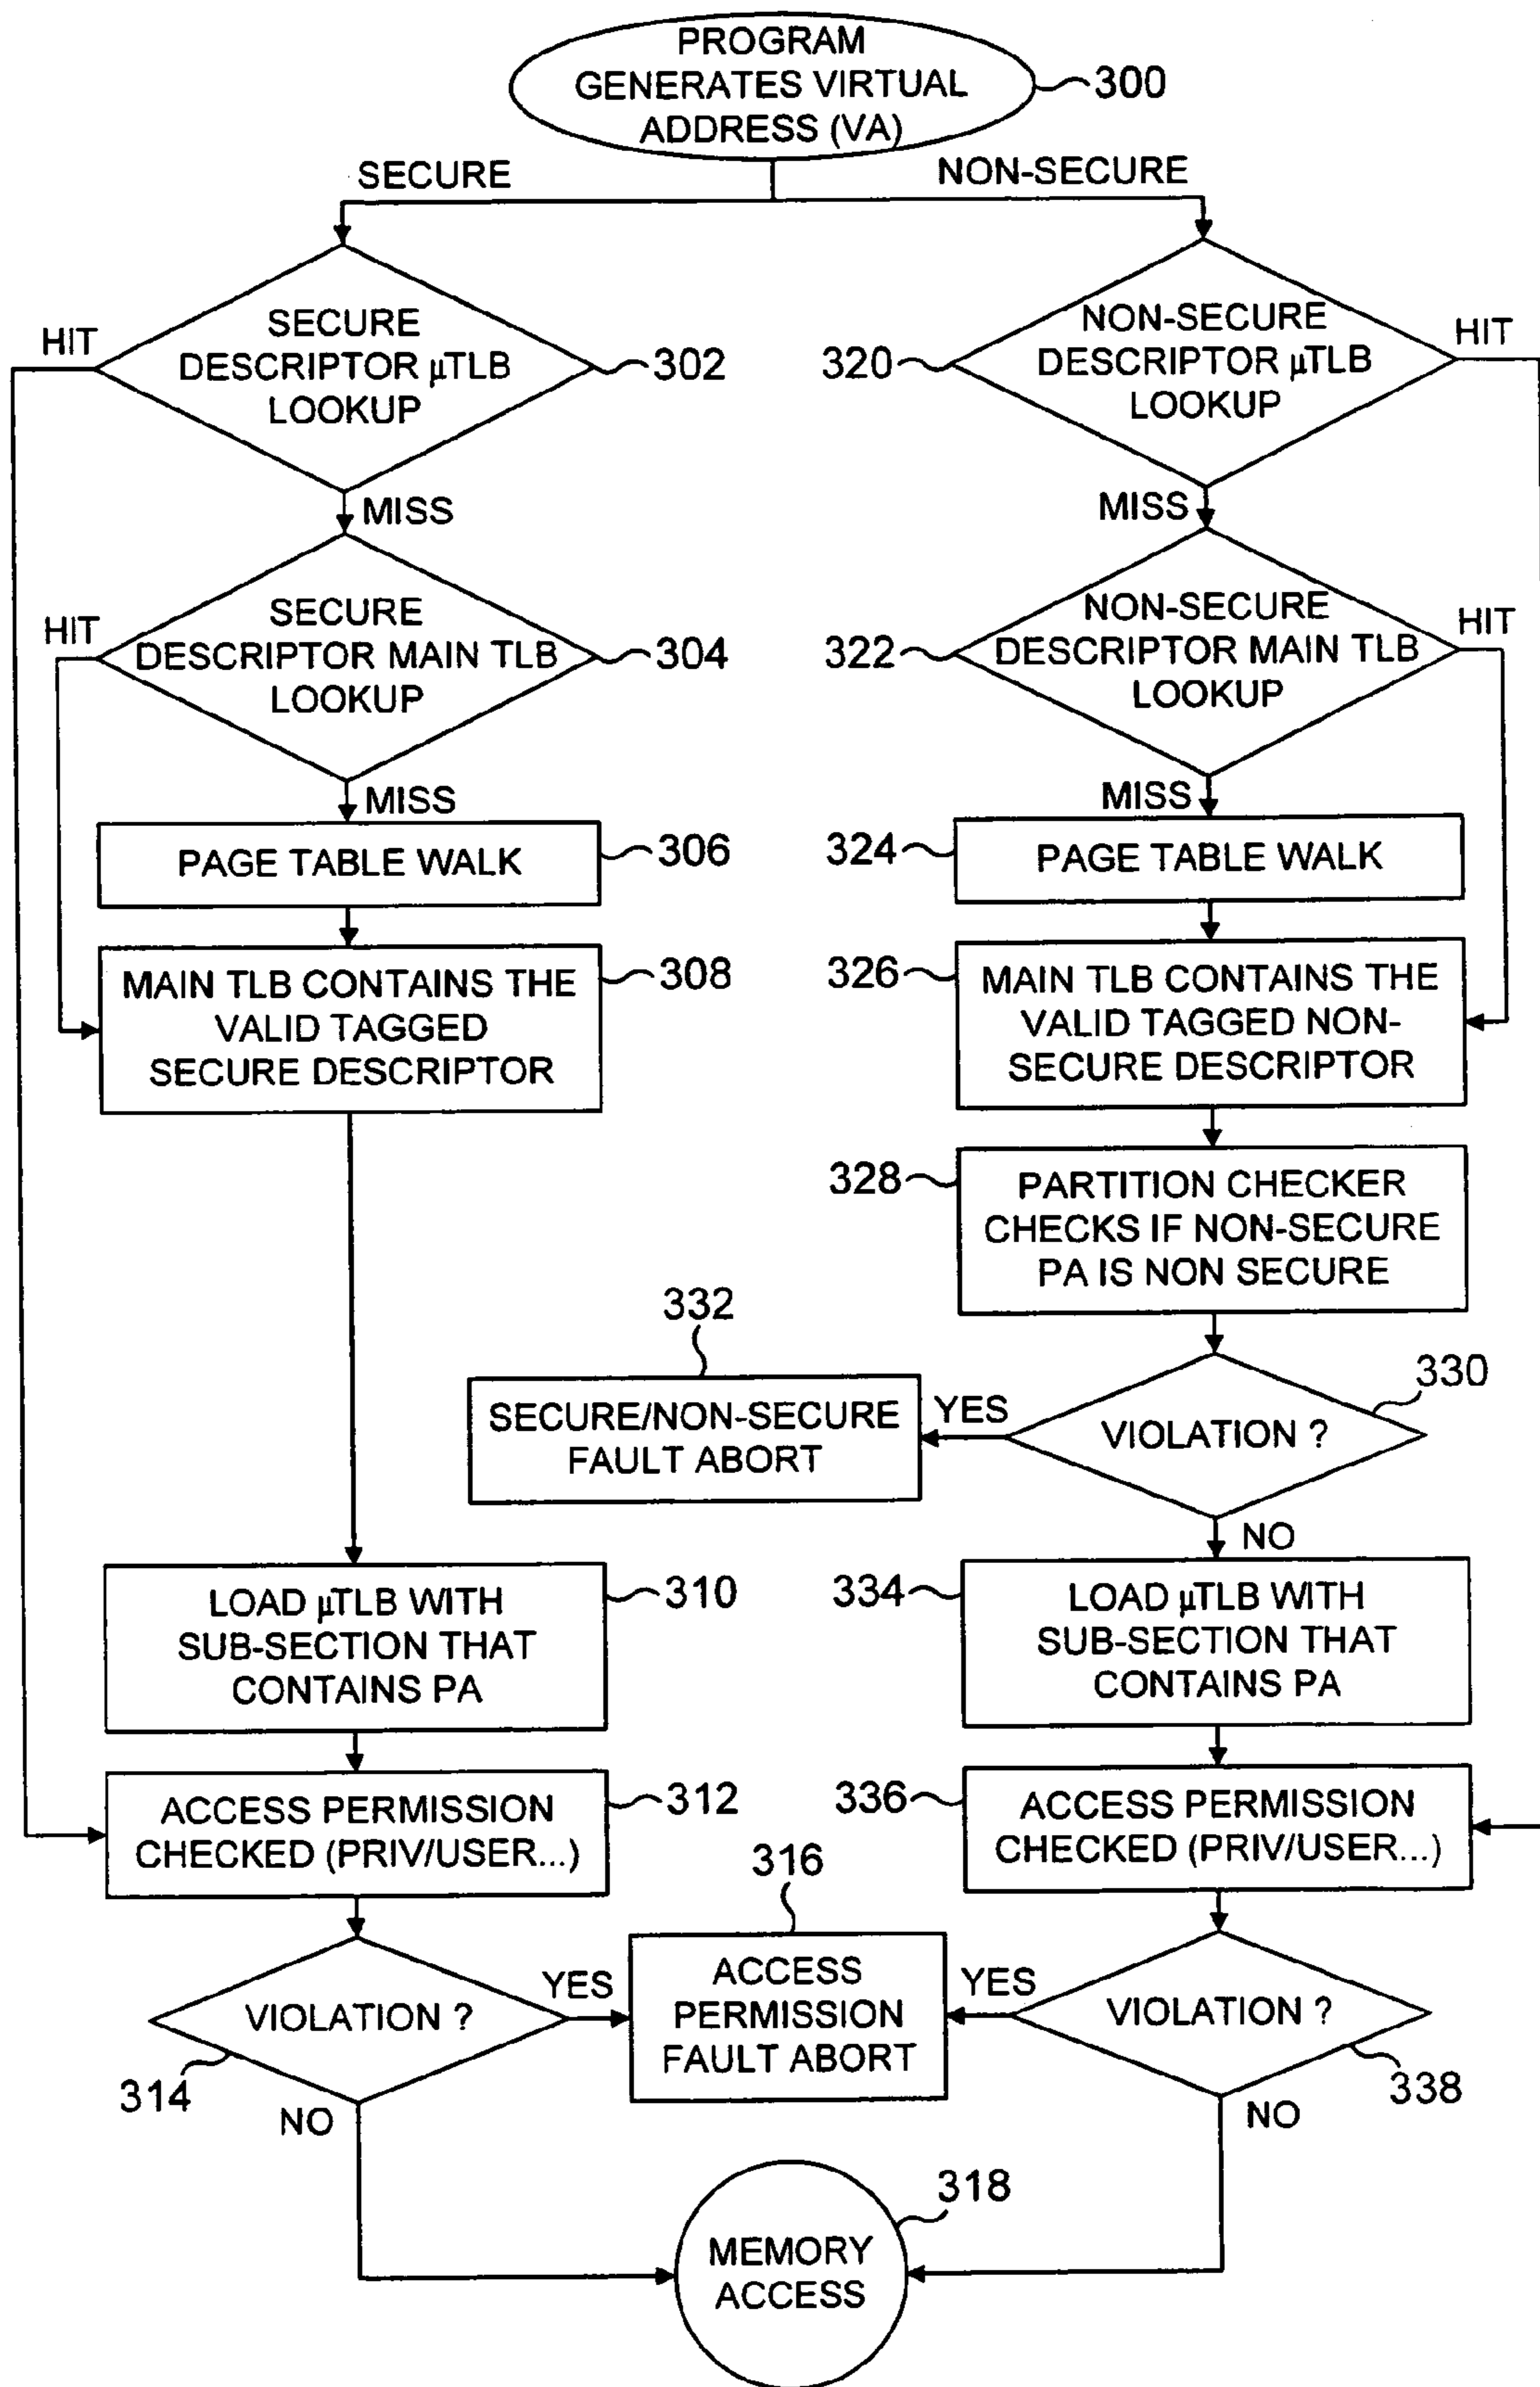 PROGRAM
GENERATES VIRTUAL
ADDRESS (VA)
300
SECURE
NON-SECURE
HIT
SECURE
DESCRIPTOR µTLB
LOOKUP
302
320
NON-SECURE
DESCRIPTOR µTLB
LOOKUP
HIT
MISS
MISS
HIT
SECURE
DESCRIPTOR MAIN TLB
LOOKUP
304
322
NON-SECURE
DESCRIPTOR MAIN TLB
LOOKUP
HIT
MISS
MISS
PAGE TABLE WALK
306
324
PAGE TABLE WALK
MAIN TLB CONTAINS THE
VALID TAGGED
SECURE DESCRIPTOR
308
326
MAIN TLB CONTAINS THE
VALID TAGGED NON-
SECURE DESCRIPTOR
328
PARTITION CHECKER
CHECKS IF NON-SECURE
PA IS NON SECURE
332
SECURE/NON-SECURE
FAULT ABORT
YES
VIOLATION ?
330
NO
LOAD µTLB WITH
SUB-SECTION THAT
CONTAINS PA
310
334
LOAD µTLB WITH
SUB-SECTION THAT
CONTAINS PA
ACCESS PERMISSION
CHECKED (PRIV/USER...)
312
336
ACCESS PERMISSION
CHECKED (PRIV/USER...)
316
VIOLATION ?
314
YES
ACCESS
PERMISSION
FAULT ABORT
YES
VIOLATION ?
338
NO
NO
318
MEMORY
ACCESS